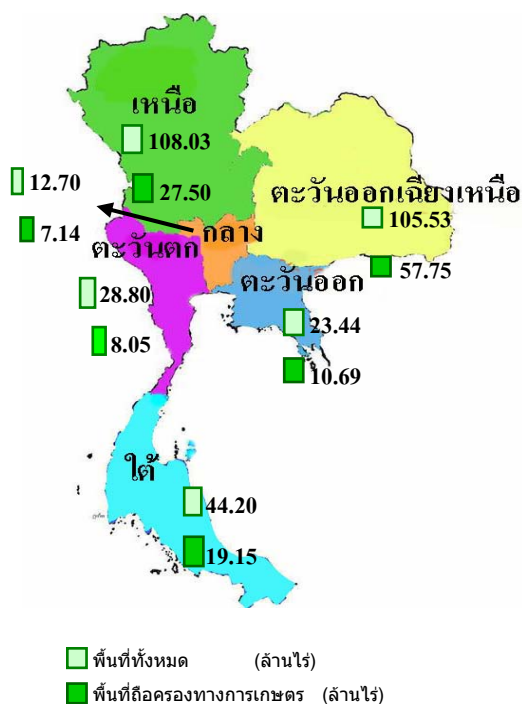 เหนือ
108.03
12.70
27.50
ตะวันออกเฉียงเหนือ
105.53
7.14
กลาง
ตะวันตก
57.75
ตะวันออก
28.80
23.44
8.05
10.69
ใต้
44.20
19.15
พื้นที่ทั้งหมด (ล้านไร่)
พื้นที่ถือครองทางการเกษตร (ล้านไร่)